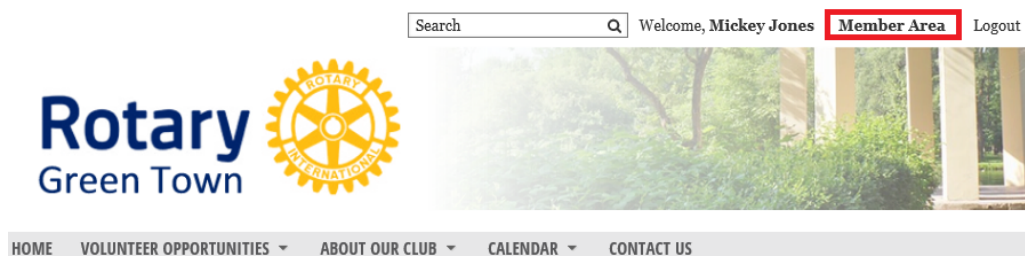 Search Welcome, Mickey Jones Member Area Logout
ROTARY
INTERNATIONAL
Rotary
Green Town
HOME VOLUNTEER OPPORTUNITIES ABOUT OUR CLUB CALENDAR CONTACT US